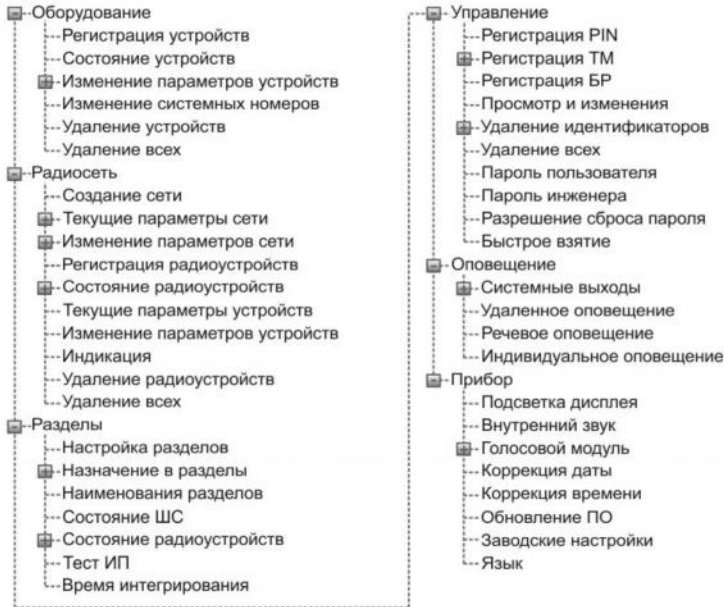 Оборудование
Регистрация устройств
Состояние устройств
Изменение параметров устройств
Изменение системных номеров
Удаление устройств
Удаление всех
Радиосеть
Создание сети
Текущие параметры сети
Изменение параметров сети
Регистрация радиоустройств
Состояние радиоустройств
Текущие параметры устройств
Изменение параметров устройств
Индикация
Удаление радиоустройств
Удаление всех
Разделы
Настройка разделов
Назначение в разделы
Наименования разделов
Состояние ШС
Состояние радиоустройств
Тест ИП
Время интегрирования
Управление
Регистрация PIN
Регистрация ТМ
Регистрация БР
Просмотр и изменения
Удаление идентификаторов
Удаление всех
Пароль пользователя
Пароль инженера
Разрешение сброса пароля
Быстрое взятие
Оповещение
Системные выходы
Удаленное оповещение
Речевое оповещение
Индивидуальное оповещение
Прибор
Подсветка дисплея
Внутренний звук
Голосовой модуль
Коррекция даты
Коррекция времени
Обновление ПО
Заводские настройки
Язык